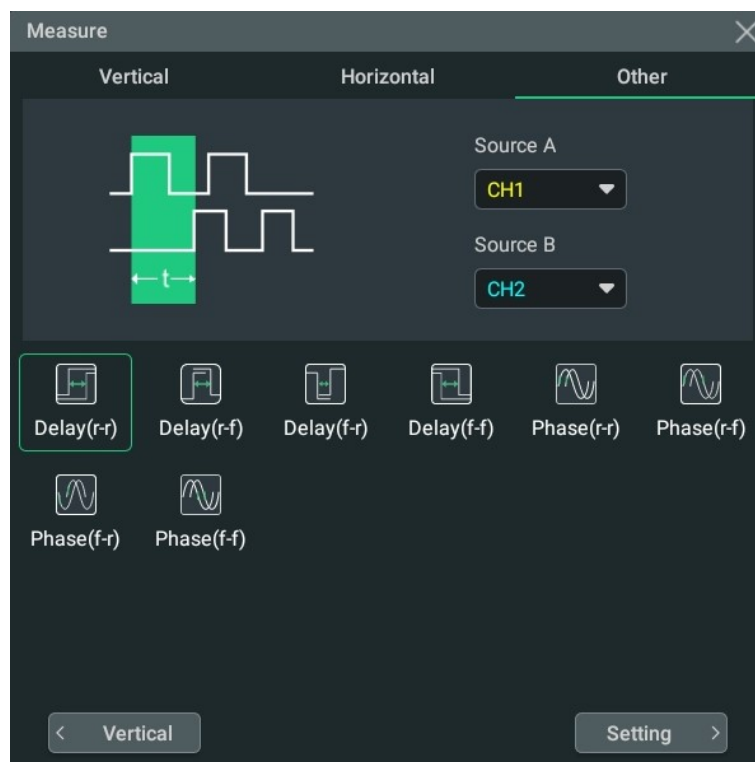 Measure
Vertical Horizontal Other
Source A
CH1
Source B
CH2
t
Delay(r-r) Delay(r-f) Delay(f-r) Delay(f-f) Phase(r-r) Phase(r-f)
Phase(f-r) Phase(f-f)
< Vertical Setting >